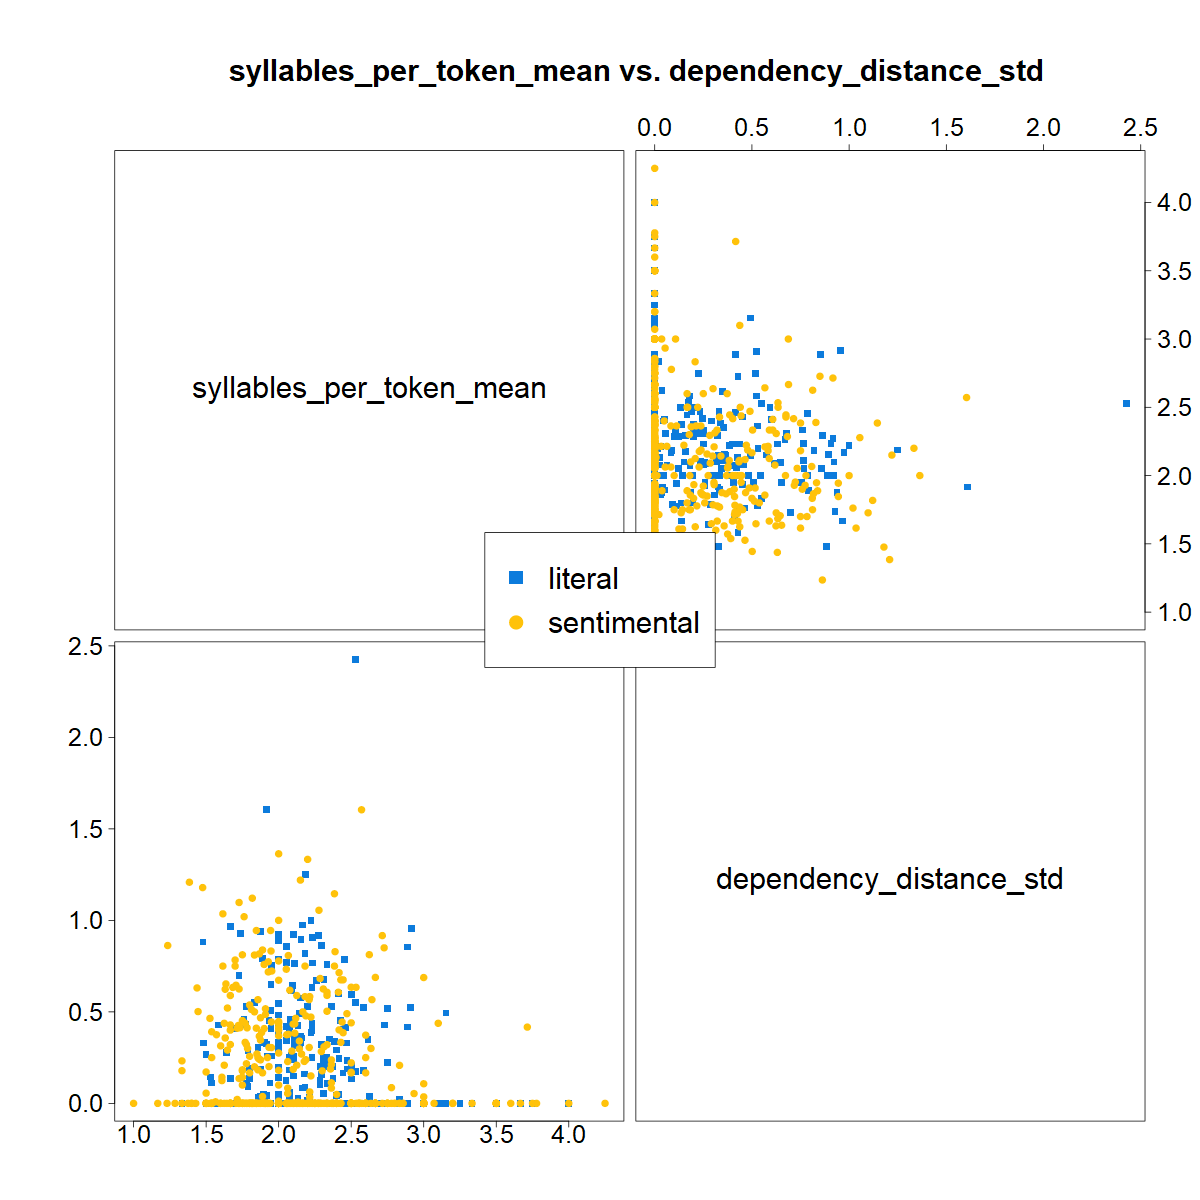 syllables_per_token_mean vs. dependency_distance_std
0.0 0.5 1.0 1.5 2.0 2.5
4.0
3.5
3.0
syllables_per_token_mean
2.5
2.0
1.5
literal
1.0
sentimental
2.5
2.0
1.5
dependency_distance_std
1.0
0.5
0.0
1.0 1.5 2.0 2.5 3.0 3.5 4.0